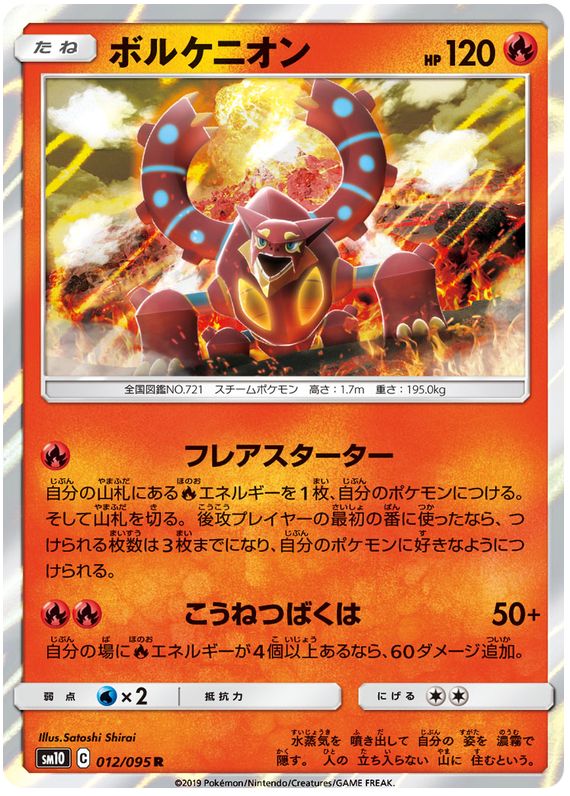 たね ボルケニオン HP 120
全国図鑑NO.721 スチームポケモン 高さ:1.7m 重さ:195.0kg
フレアスターター
自分の山札にある エネルギーを1枚、自分のポケモンにつける。
そして山札を切る。後攻プレイヤーの最初の番に使ったなら、つ
けられる枚数は3枚までになり、自分のポケモンに好きなようにつ
けられる。
こうねつばくは 50+
自分の場に エネルギーが4個以上あるなら、60ダメージ追加。
弱点 ×2 抵抗力 にげる
Illus.Satoshi Shirai
水蒸気を 噴き出して 自分の 姿を 濃霧で
隠す。 人の 立ち入らない 山に 住むという。
SM10 C 012/095 R
©2019 Pokémon/Nintendo/Creatures/GAME FREAK.